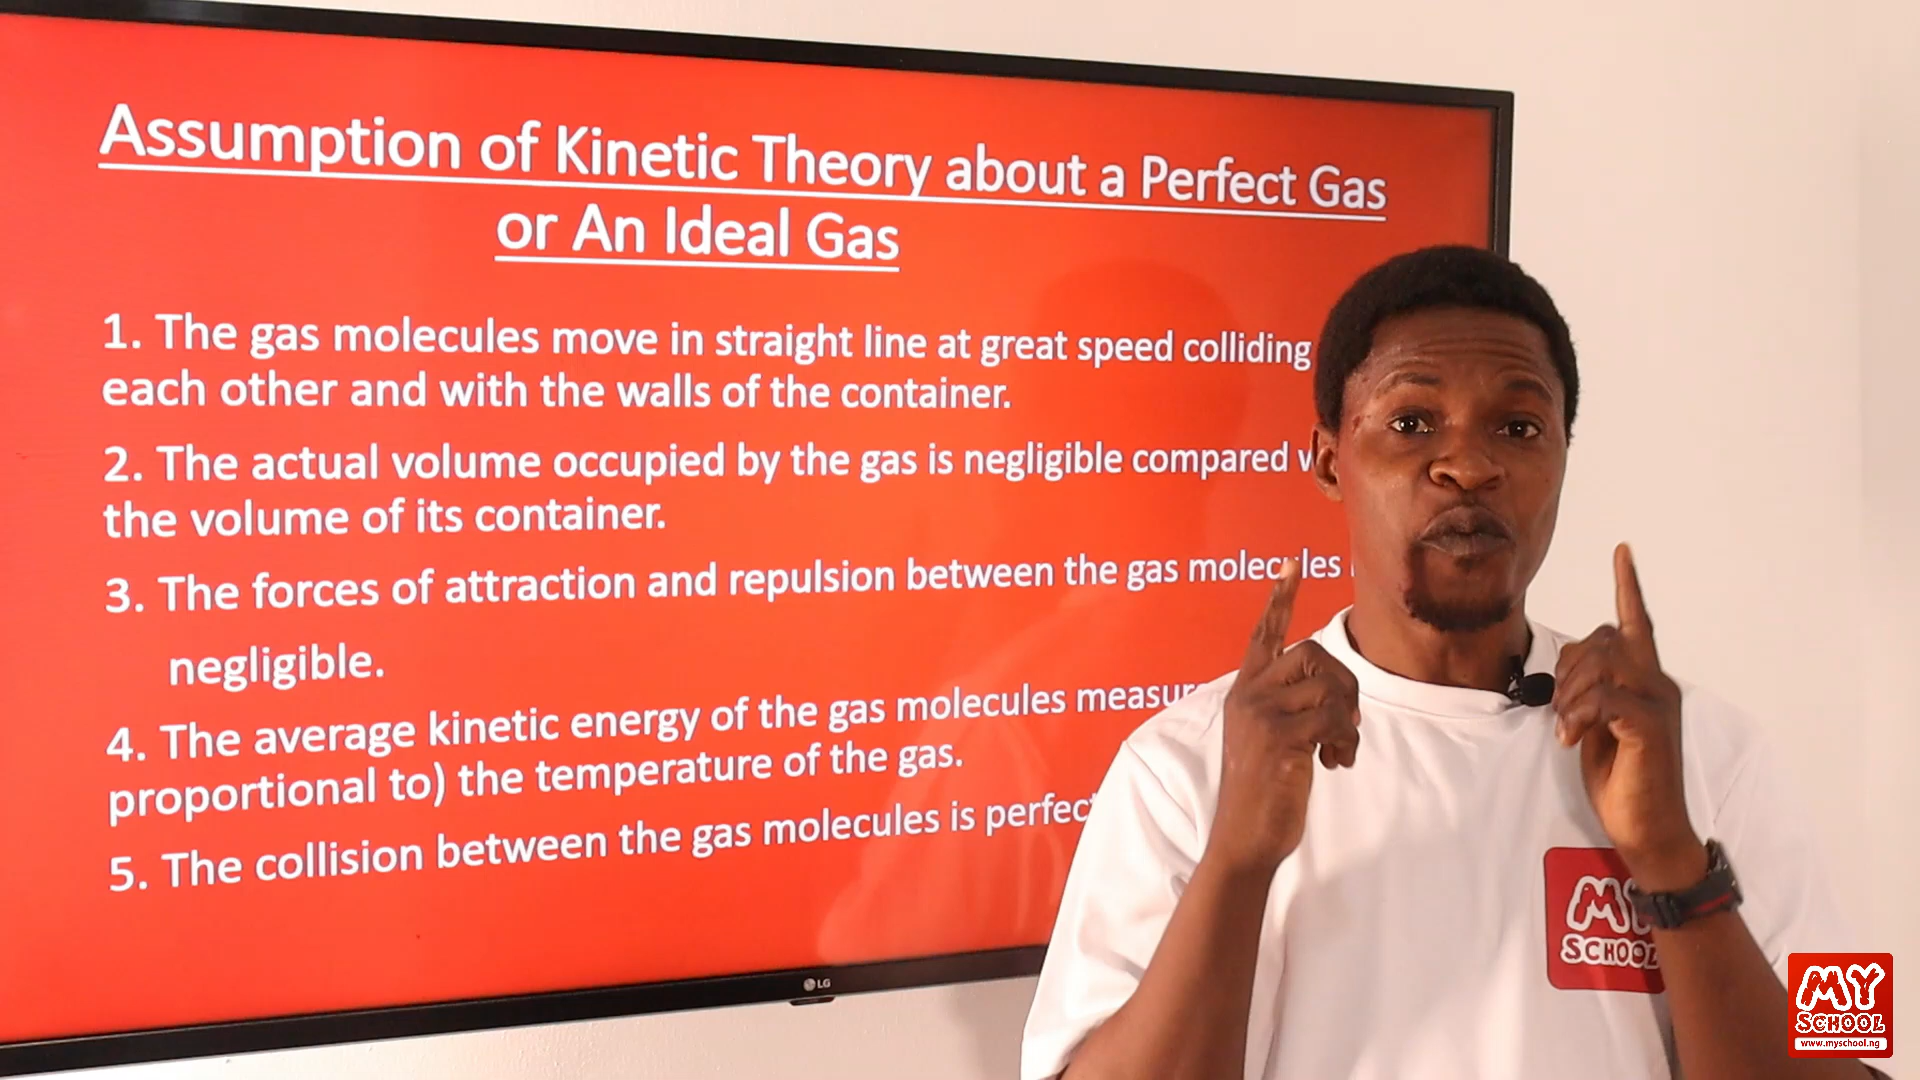 Assumption of Kinetic Theory about a Perfect Gas
or An Ideal Gas
1. The gas molecules move in straight line at great speed colliding
each other and with the walls of the container.
2. The actual volume occupied by the gas is negligible compared
the volume of its container.
3. The forces of attraction and repulsion between the gas molecules
negligible.
4. The average kinetic energy of the gas molecules
proportional to) the temperature of the gas.
5. The collision between the gas molecules is
LG
MY
SCHOOL
MY
SCHOOL
www.myschool.ng